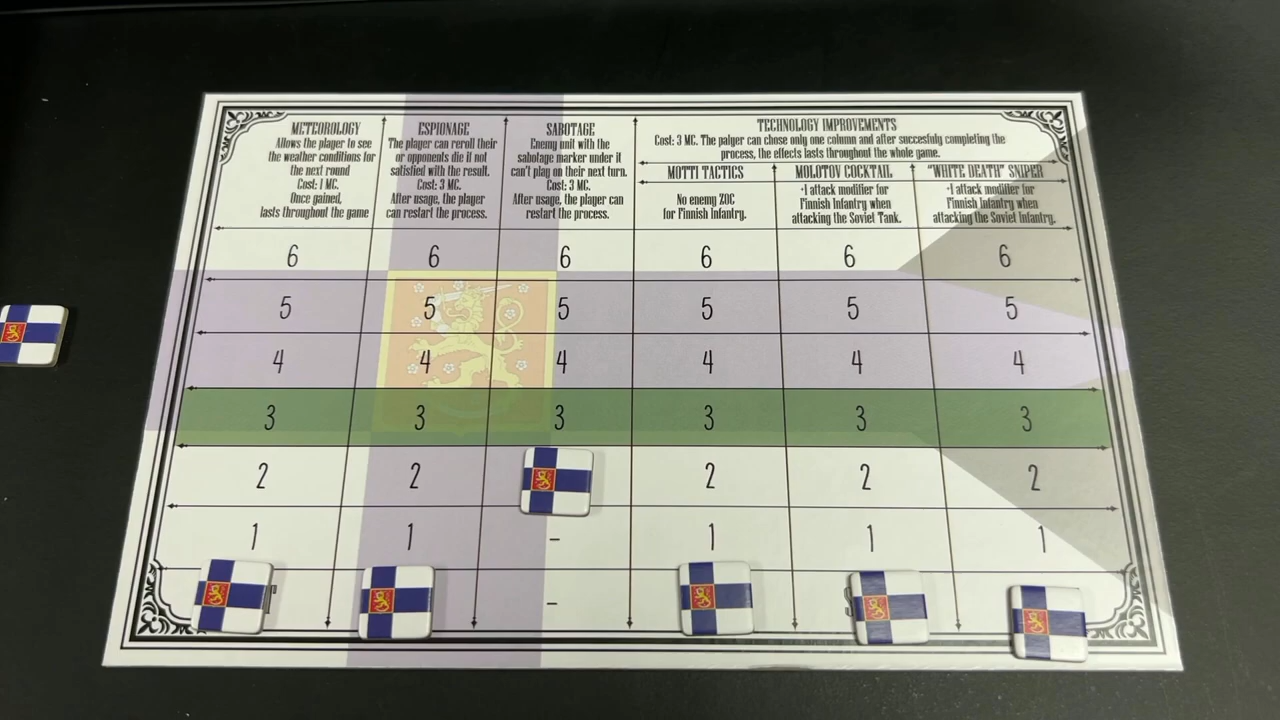 METEOROLOGY
Allows the player to see
the weather conditions for
the next round
Cost: 1 MC.
Once gained,
lasts throughout the game
ESPIONAGE
The player can reroll their
or opponents die if not
satisfied with the result.
Cost: 3 MC.
After usage, the player
can restart the process.
SABOTAGE
Enemy unit with the
sabotage marker under it
can't play on their next turn.
Cost: 3 MC.
After usage, the player can
restart the process.
TECHNOLOGY IMPROVEMENTS
Cost: 3 MC. The palyer can chose only one column and after succesfuly completing the
process, the effects lasts throughout the whole game.
MOTTI TACTICS
No enemy ZOC
for Finnish Infantry.
MOLOTOV COCKTAIL
+1 attack modifier for
Finnish Infantry when
attacking the Soviet Tank.
"WHITE DEATH" SNIPER
+1 attack modifier for
Finnish Infantry when
attacking the Soviet Infantry.
6 6 6 6 6 6
5 5 5 5 5 5
4 4 4 4 4 4
3 3 3 3 3 3
2 2 2 2 2
1 1 - 1 1 1
-